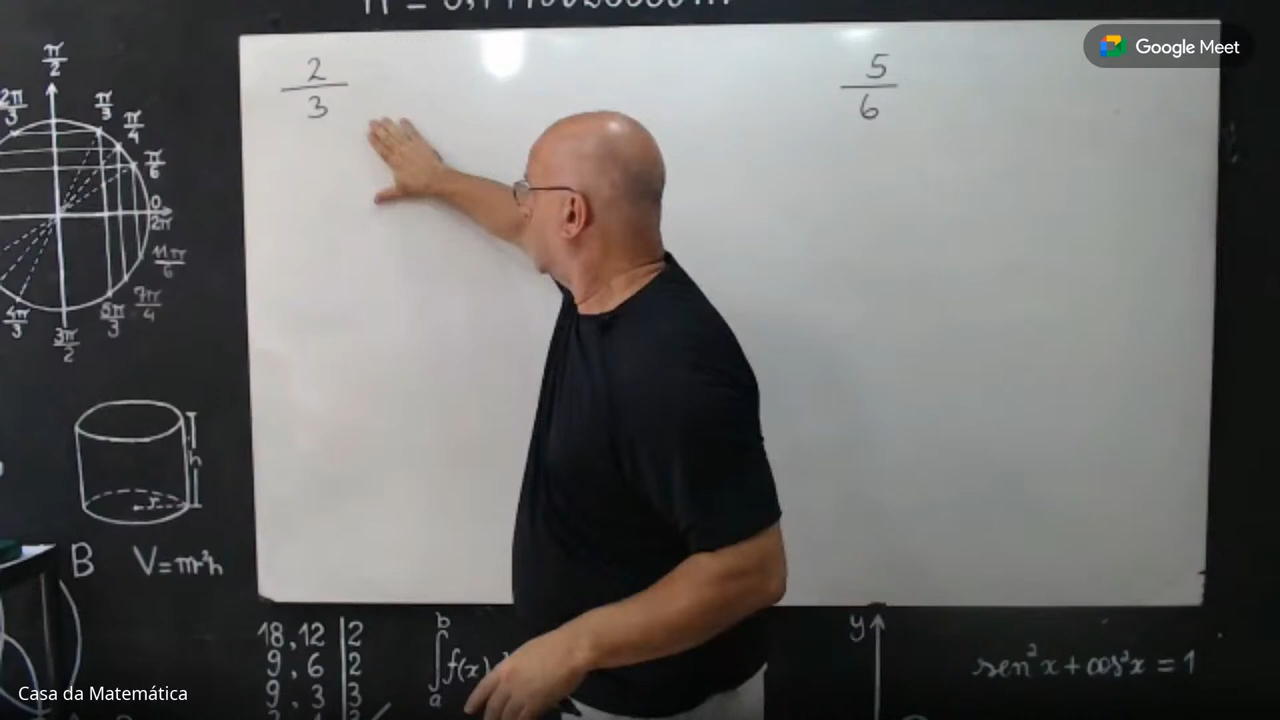 Google Meet
2
3
5
6
π
2
2π
3
π
3
π
4
π
6
0
2π
11π
6
7π
4
5π
3
3π
2
4π
3
h
r
B V=πr²h
18,12 | 2
9,6 | 2
9,3 | 3
b
∫ f(x)
a
y
sen²x + cos²x = 1
Casa da Matemática